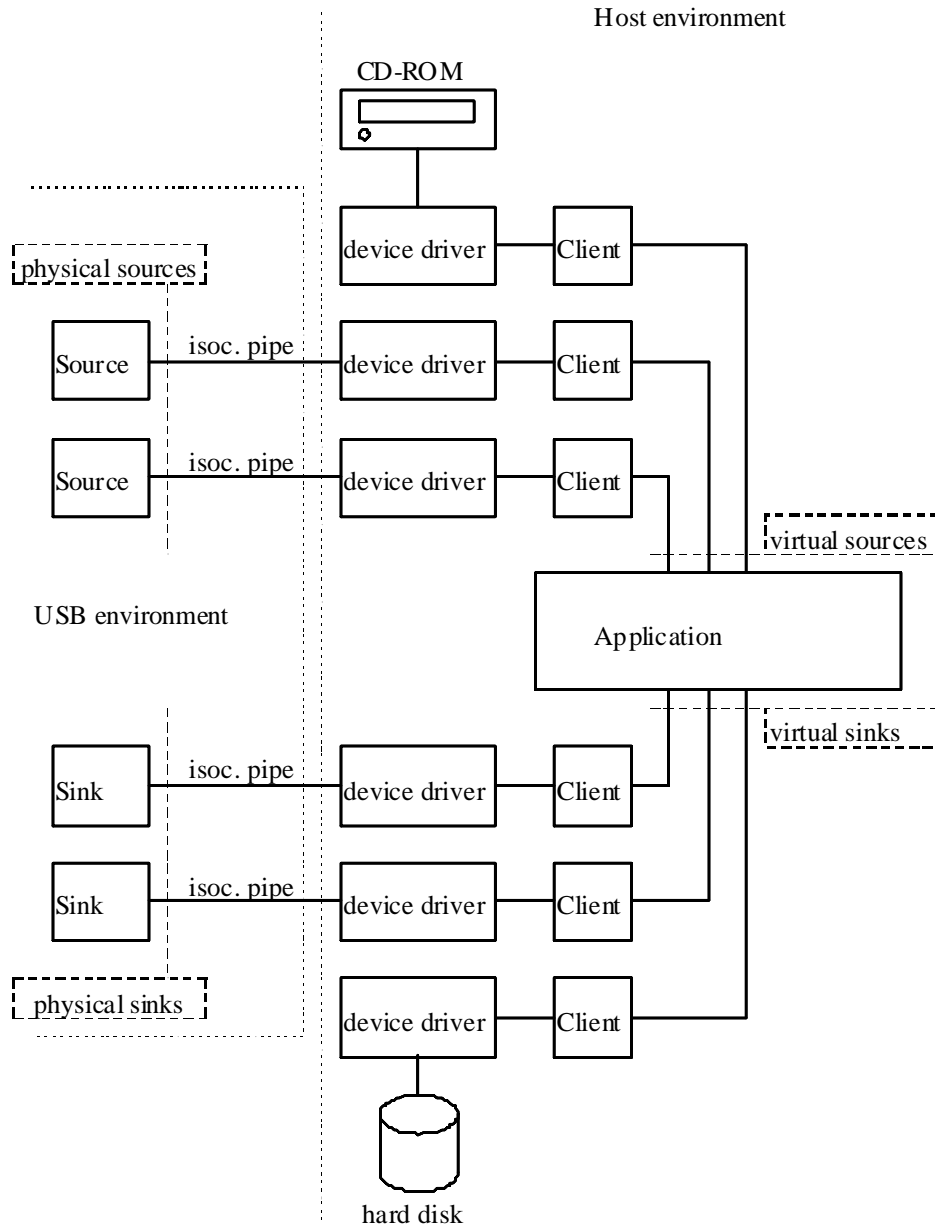 Host environment
CD-ROM
device driver
Client
physical sources
Source
isoc. pipe
device driver
Client
Source
isoc. pipe
device driver
Client
virtual sources
USB environment
Application
virtual sinks
Sink
isoc. pipe
device driver
Client
Sink
isoc. pipe
device driver
Client
physical sinks
device driver
Client
hard disk